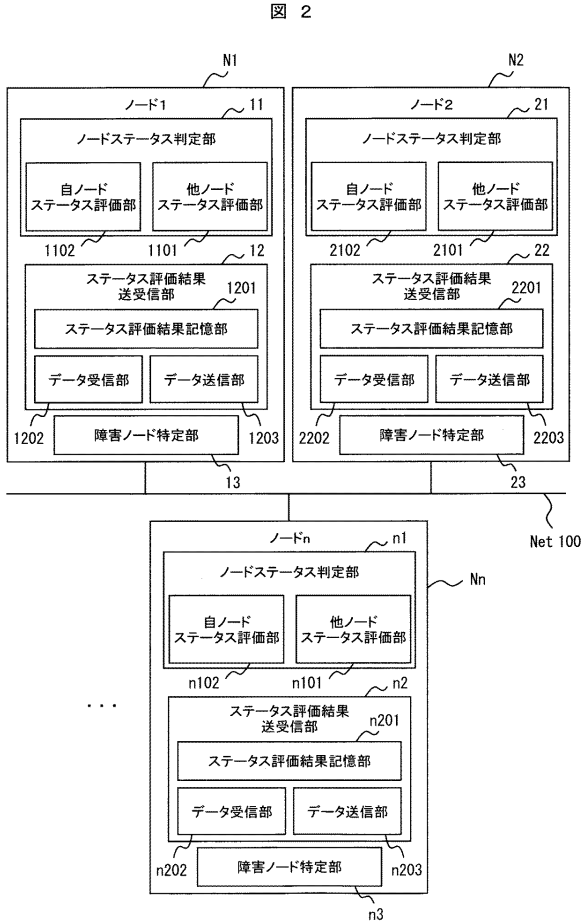 図 2
N1
ノード1
11
ノードステータス判定部
自ノード
ステータス評価部
他ノード
ステータス評価部
1102
1101
12
ステータス評価結果
送受信部
1201
ステータス評価結果記憶部
データ受信部
データ送信部
1202
1203
障害ノード特定部
13
N2
ノード2
21
ノードステータス判定部
自ノード
ステータス評価部
他ノード
ステータス評価部
2102
2101
22
ステータス評価結果
送受信部
2201
ステータス評価結果記憶部
データ受信部
データ送信部
2202
2203
障害ノード特定部
23
Net 100
ノードn
n1
Nn
ノードステータス判定部
自ノード
ステータス評価部
他ノード
ステータス評価部
n102
n101
n2
ステータス評価結果
送受信部
n201
ステータス評価結果記憶部
データ受信部
データ送信部
n202
n203
障害ノード特定部
n3
...